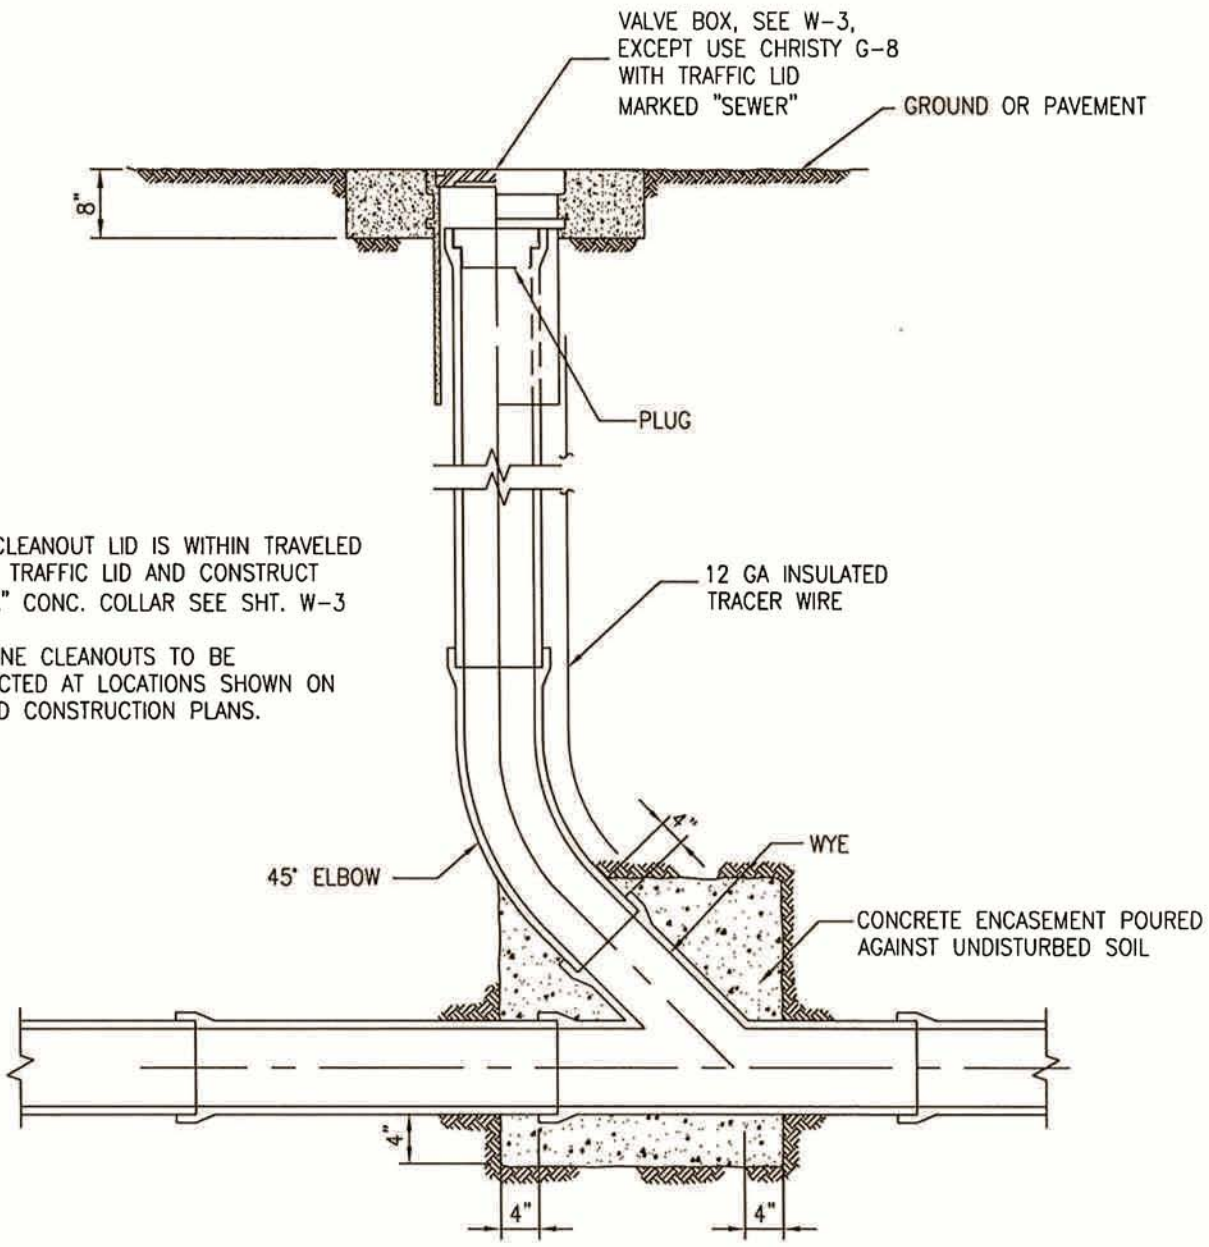 VALVE BOX, SEE W-3,
EXCEPT USE CHRISTY G-8
WITH TRAFFIC LID
MARKED "SEWER"
GROUND OR PAVEMENT
8"
PLUG
CLEANOUT LID IS WITHIN TRAVELED
TRAFFIC LID AND CONSTRUCT
" CONC. COLLAR SEE SHT. W-3
NE CLEANOUTS TO BE
CTED AT LOCATIONS SHOWN ON
D CONSTRUCTION PLANS.
12 GA INSULATED
TRACER WIRE
4"
WYE
45° ELBOW
CONCRETE ENCASEMENT POURED
AGAINST UNDISTURBED SOIL
4"
4"
4"